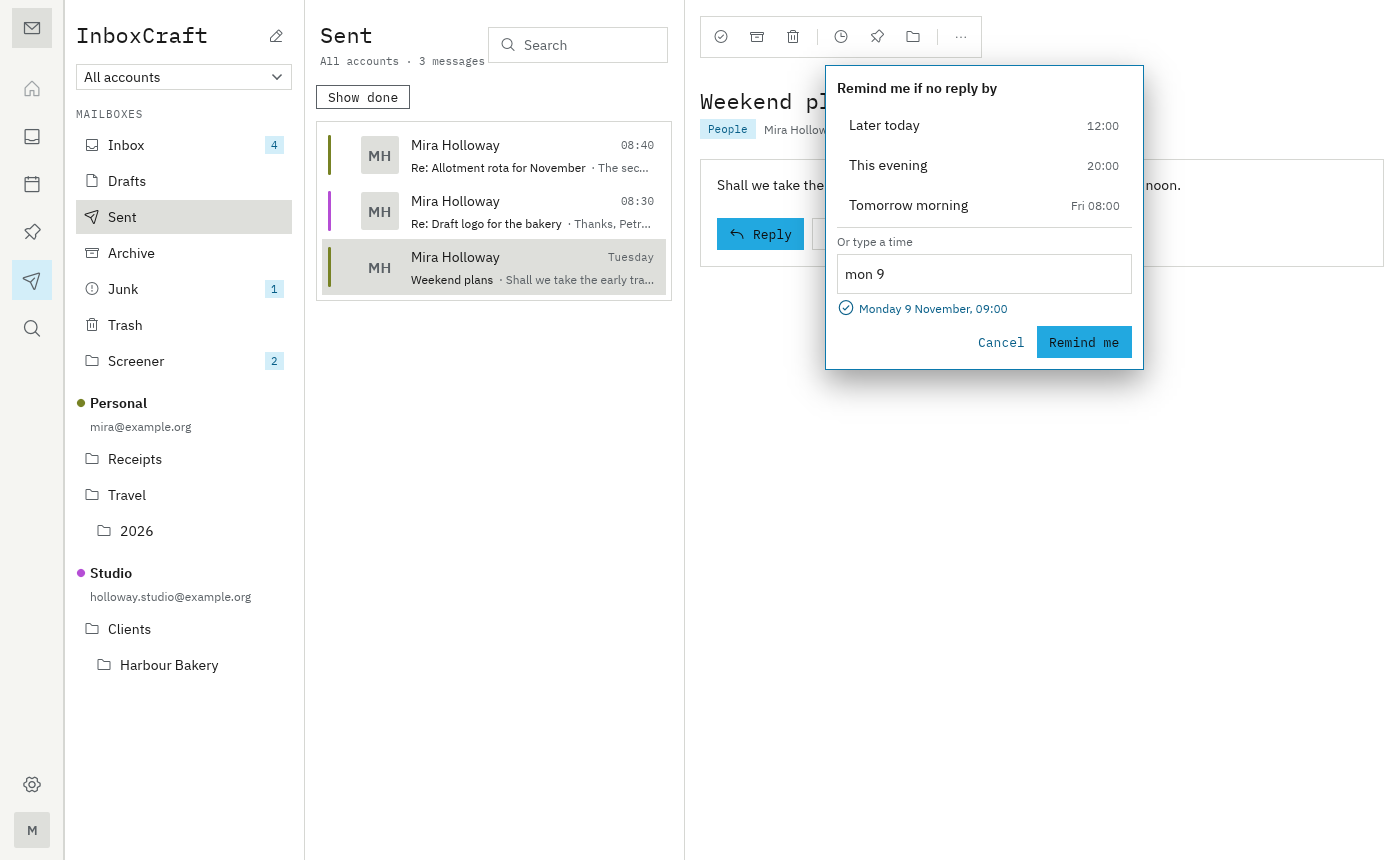 InboxCraft
All accounts
MAILBOXES
Inbox 4
Drafts
Sent
Archive
Junk 1
Trash
Screener 2
Personal
mira@example.org
Receipts
Travel
2026
Studio
holloway.studio@example.org
Clients
Harbour Bakery
M
Sent
All accounts · 3 messages
Search
Show done
MH
Mira Holloway 08:40
Re: Allotment rota for November · The sec…
MH
Mira Holloway 08:30
Re: Draft logo for the bakery · Thanks, Petr…
MH
Mira Holloway Tuesday
Weekend plans · Shall we take the early tra…
Weekend pl
People Mira Hollow
Shall we take the noon.
Reply
Remind me if no reply by
Later today 12:00
This evening 20:00
Tomorrow morning Fri 08:00
Or type a time
mon 9
Monday 9 November, 09:00
Cancel Remind me